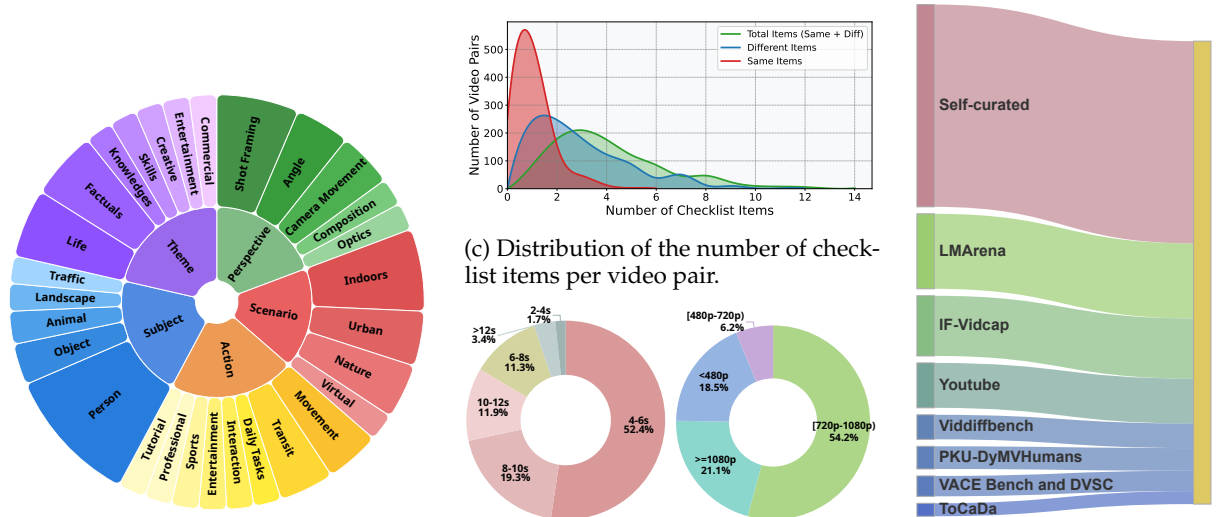 Shot Framing
Angle
Camera Movement
Composition
Optics
Perspective
Indoors
Urban
Nature
Virtual
Scenario
Movement
Transit
Daily Tasks
Interaction
Entertainment
Sports
Professional
Tutorial
Action
Person
Object
Animal
Landscape
Traffic
Subject
Life
Factuals
Knowledges
Skills
Creative
Entertainment
Commercial
Theme
Number of Video Pairs
500
400
300
200
100
0
0 2 4 6 8 10 12 14
Number of Checklist Items
Total Items (Same + Diff)
Different Items
Same Items
(c) Distribution of the number of check-
list items per video pair.
2-4s
1.7%
>12s
3.4%
6-8s
11.3%
10-12s
11.9%
8-10s
19.3%
4-6s
52.4%
[480p-720p)
6.2%
<480p
18.5%
>=1080p
21.1%
[720p-1080p)
54.2%
Self-curated
LMArena
IF-Vidcap
Youtube
Viddiffbench
PKU-DyMVHumans
VACE Bench and DVSC
ToCaDa